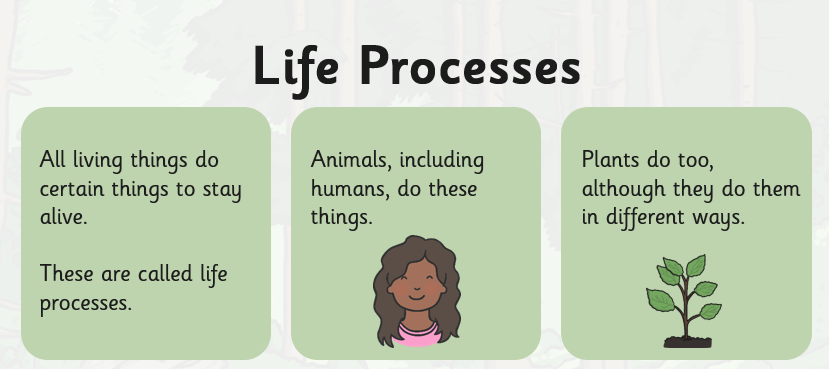 Life Processes
All living things do
certain things to stay
alive.
These are called life
processes.
Animals, including
humans, do these
things.
Plants do too,
although they do them
in different ways.